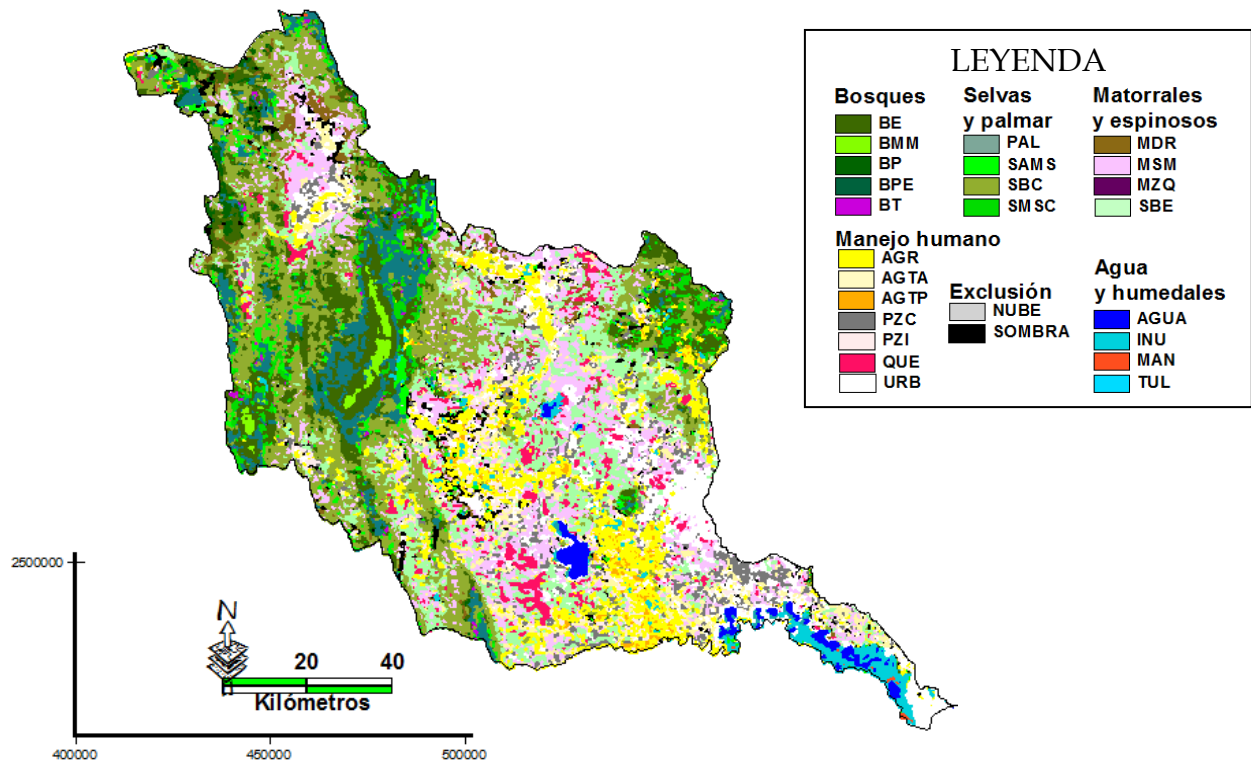 LEYENDA
Bosques
BE
BMM
BP
BPE
BT
Selvas
y palmar
PAL
SAMS
SBC
SMSC
Matorrales
y espinosos
MDR
MSM
MZQ
SBE
Manejo humano
AGR
AGTA
AGTP
PZC
PZI
QUE
URB
Exclusión
NUBE
SOMBRA
Agua
y humedales
AGUA
INU
MAN
TUL
2500000
N
20 40
Kilómetros
400000 450000 500000